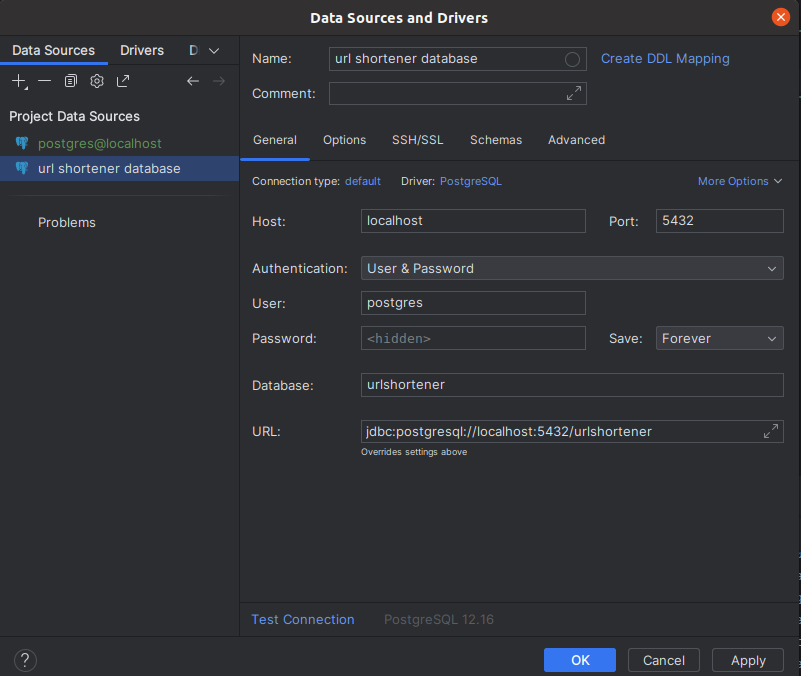 Data Sources and Drivers
Data Sources Drivers D
Project Data Sources
postgres@localhost
url shortener database
Problems
Name: url shortener database Create DDL Mapping
Comment:
General Options SSH/SSL Schemas Advanced
Connection type: default Driver: PostgreSQL More Options
Host: localhost Port: 5432
Authentication: User & Password
User: postgres
Password: <hidden> Save: Forever
Database: urlshortener
URL: jdbc:postgresql://localhost:5432/urlshortener
Overrides settings above
Test Connection PostgreSQL 12.16
? OK Cancel Apply